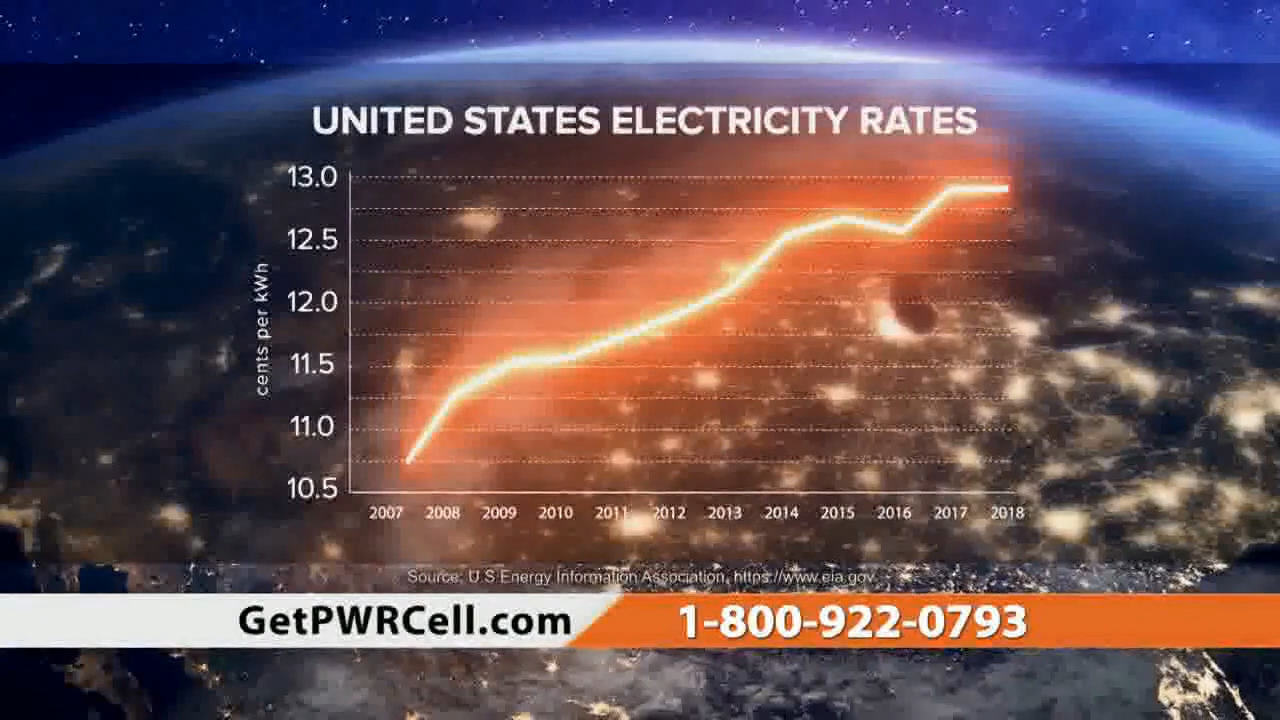 UNITED STATES ELECTRICITY RATES
13.0
12.5
12.0
11.5
11.0
10.5
cents per kWh
2007 2008 2009 2010 2011 2012 2013 2014 2015 2016 2017 2018
Source: U.S Energy Information Association, https://www.eia.gov
GetPWRCell.com
1-800-922-0793